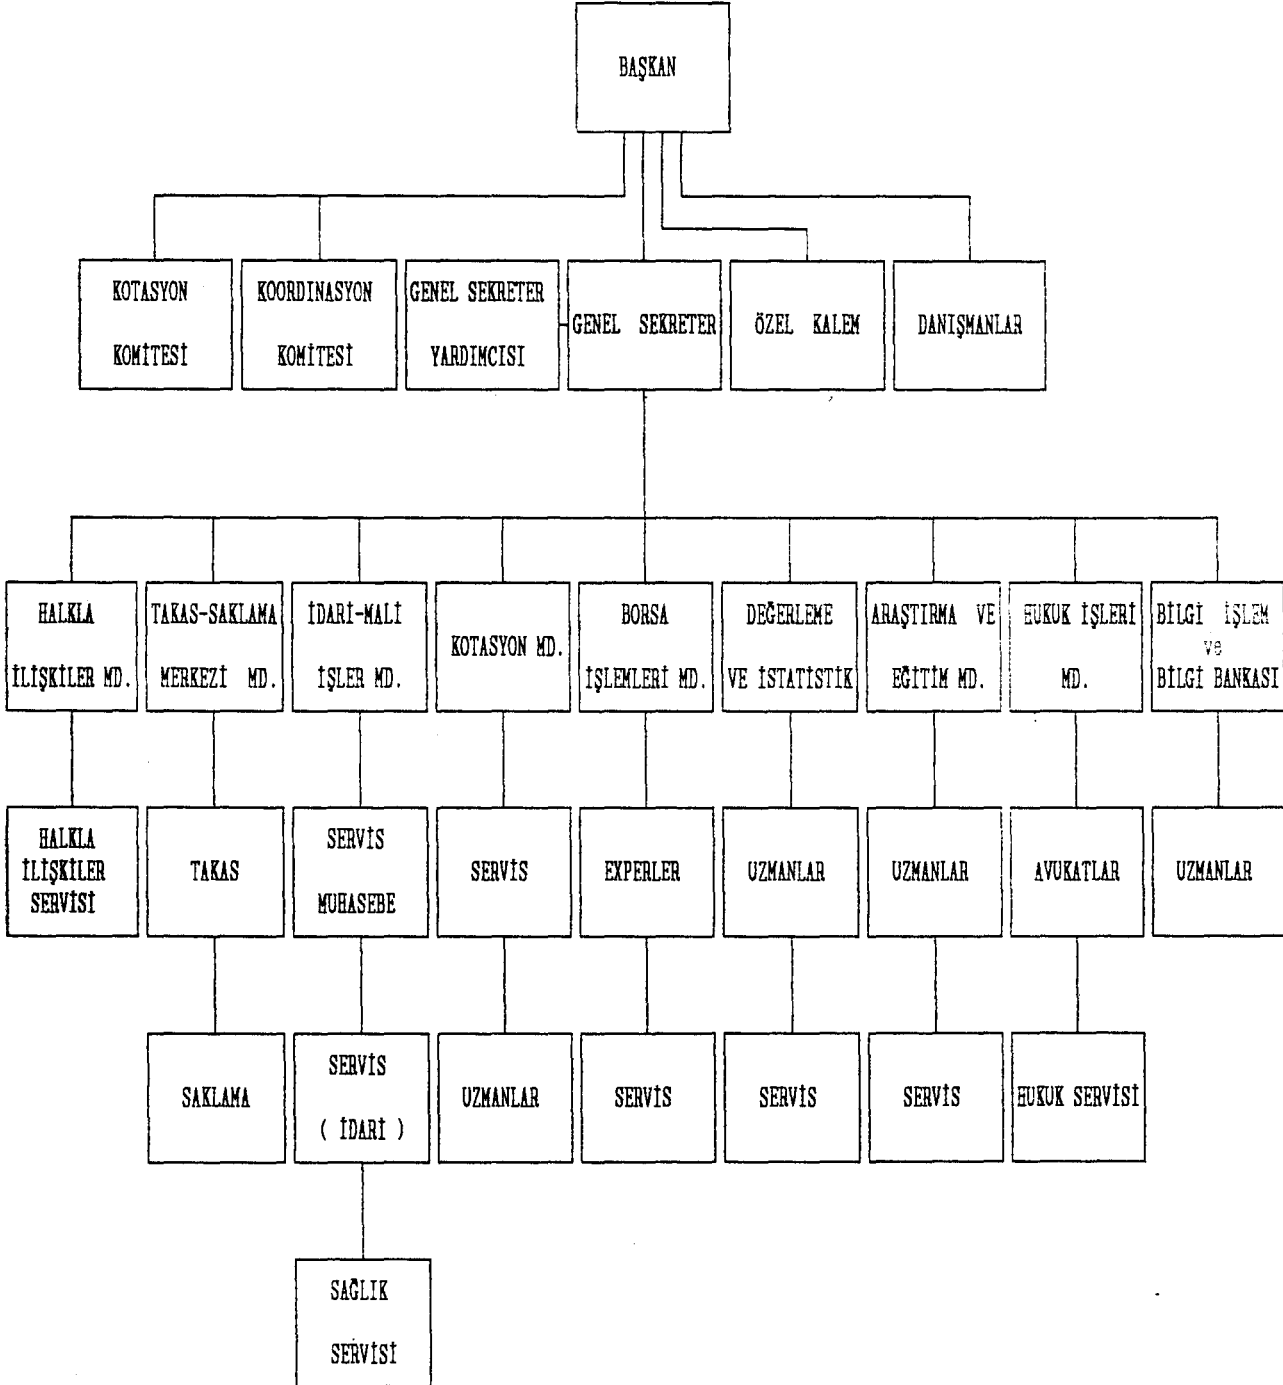 BAŞKAN
KOTASYON
KOMİTESİ
KOORDINASYON
KOMİTESİ
GENEL SEKRETER
YARDIMCISI
GENEL SEKRETER
ÖZEL KALEM
DANIŞMANLAR
HALKLA
İLİŞKİLER MD.
TAKAS-SAKLAMA
MERKEZİ MD.
İDARİ-MALİ
İŞLER MD.
KOTASYON MD.
BORSA
İŞLEMLERİ MD.
DEĞERLEME
VE İSTATİSTİK
ARAŞTIRMA VE
EĞİTİM MD.
HUKUK İŞLERİ
MD.
BİLGİ İŞLEM
ve
BİLGİ BANKASI
HALKLA
İLİŞKİLER
SERVİSİ
TAKAS
SERVİS
MUHASEBE
SERVİS
EXPERLER
UZMANLAR
UZMANLAR
AVUKATLAR
UZMANLAR
SAKLAMA
SERVİS
( İDARİ )
UZMANLAR
SERVİS
SERVİS
SERVİS
HUKUK SERVİSİ
SAĞLIK
SERVİSİ